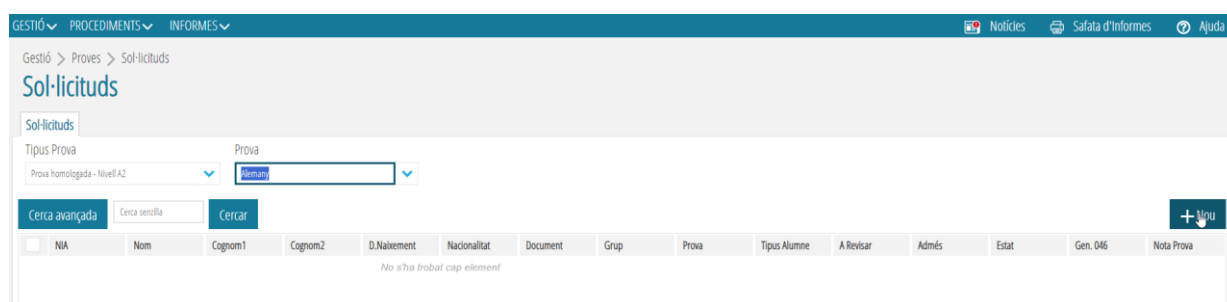 GESTIÓ PROCEDIMENTS INFORMES Notícies Safata d'Informes Ajuda
Gestió > Proves > Sol·licituds
Sol·licituds
Sol·licituds
Tipus Prova Prova
Prova homologada - Nivell A2 Alemany
Cerca avançada Cerca senzilla Cercar + Nou
NIA Nom Cognom1 Cognom2 D.Naixement Nacionalitat Document Grup Prova Tipus Alumne A Revisar Admés Estat Gen. 046 Nota Prova
No s'ha trobat cap element